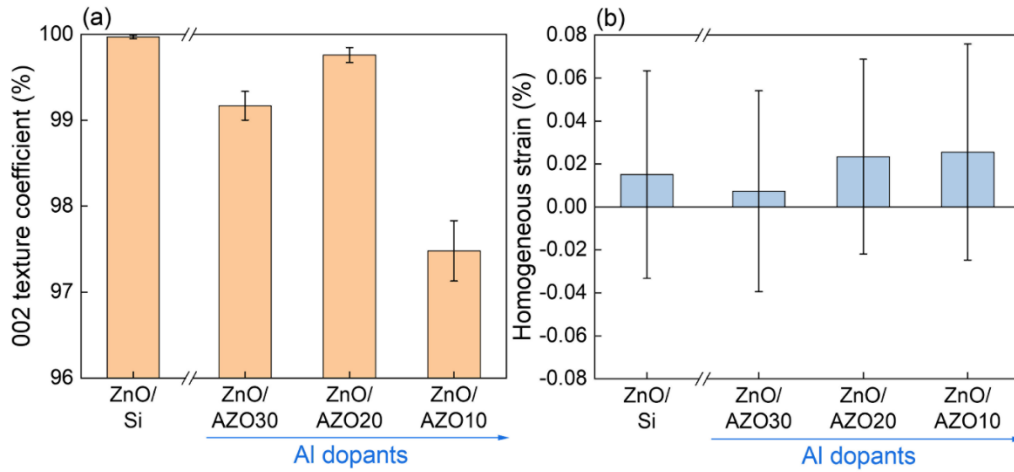 (a)
002 texture coefficient (%)
100
99
98
97
96
ZnO/
Si
ZnO/
AZO30
ZnO/
AZO20
ZnO/
AZO10
Al dopants
(b)
Homogeneous strain (%)
0.08
0.06
0.04
0.02
0.00
-0.02
-0.04
-0.06
-0.08
ZnO/
Si
ZnO/
AZO30
ZnO/
AZO20
ZnO/
AZO10
Al dopants